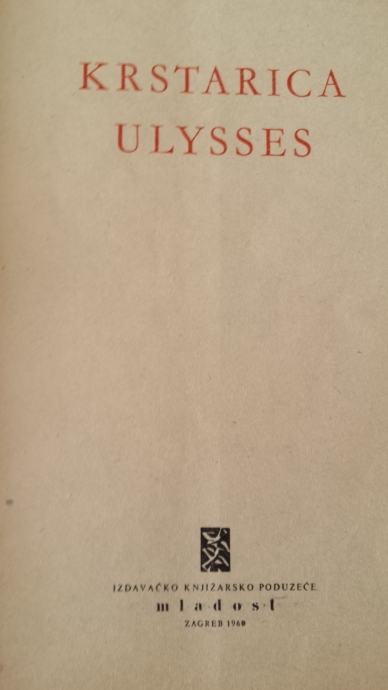 KRSTARICA
ULYSSES
IZDAVAČKO KNJIŽARSKO PODUZEĆE
mladost
ZAGREB 1960